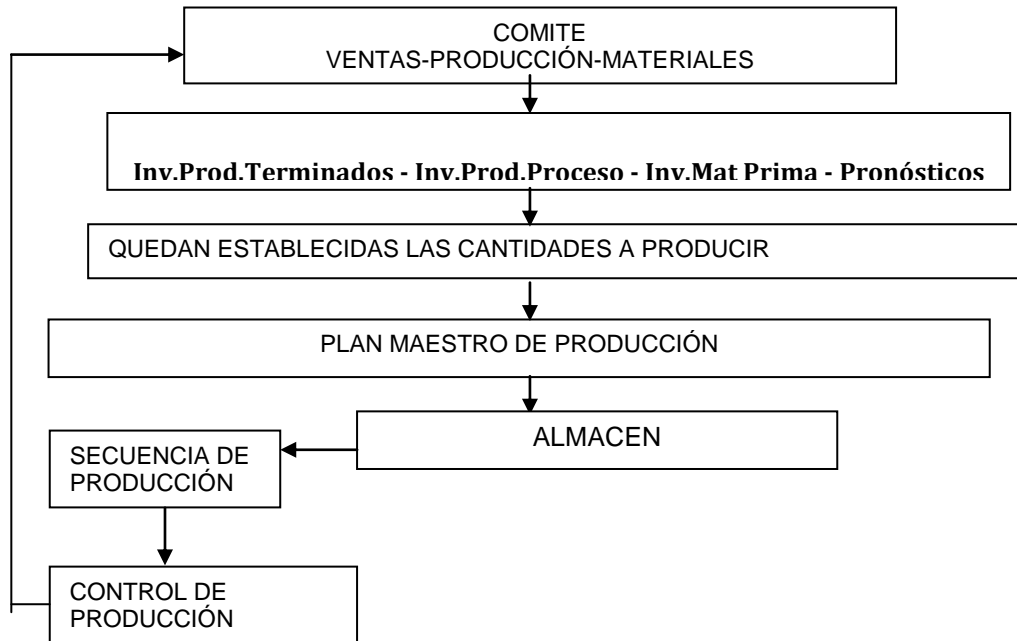 COMITE
VENTAS-PRODUCCIÓN-MATERIALES
Inv.Prod.Terminados - Inv.Prod.Proceso - Inv.Mat Prima - Pronósticos
QUEDAN ESTABLECIDAS LAS CANTIDADES A PRODUCIR
PLAN MAESTRO DE PRODUCCIÓN
ALMACEN
SECUENCIA DE
PRODUCCIÓN
CONTROL DE
PRODUCCIÓN